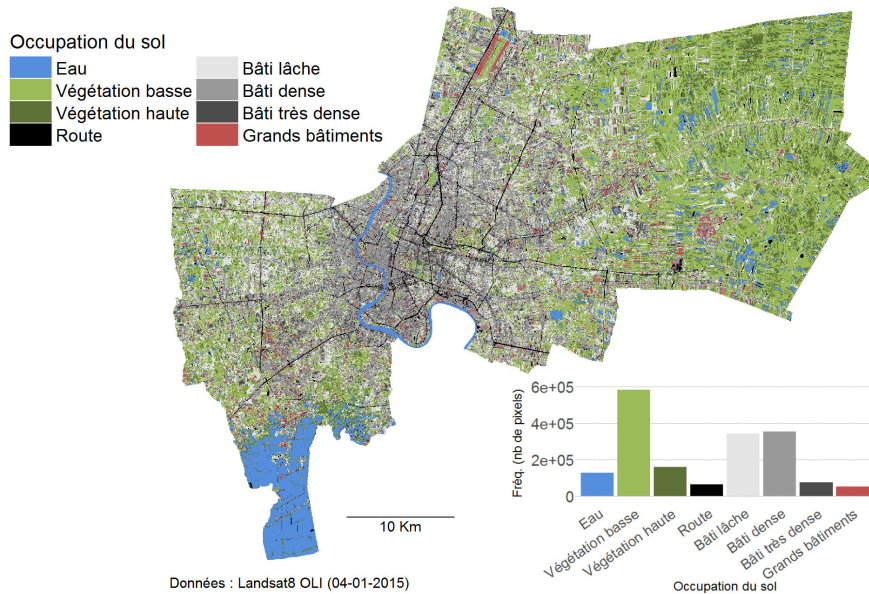 Occupation du sol
Eau
Végétation basse
Végétation haute
Route
Bâti lâche
Bâti dense
Bâti très dense
Grands bâtiments
10 Km
Données : Landsat8 OLI (04-01-2015)
Fréq. (nb de pixels)
6e+05
4e+05
2e+05
0
Eau
Végétation basse
Végétation haute
Route
Bâti lâche
Bâti dense
Bâti très dense
Grands bâtiments
Occupation du sol